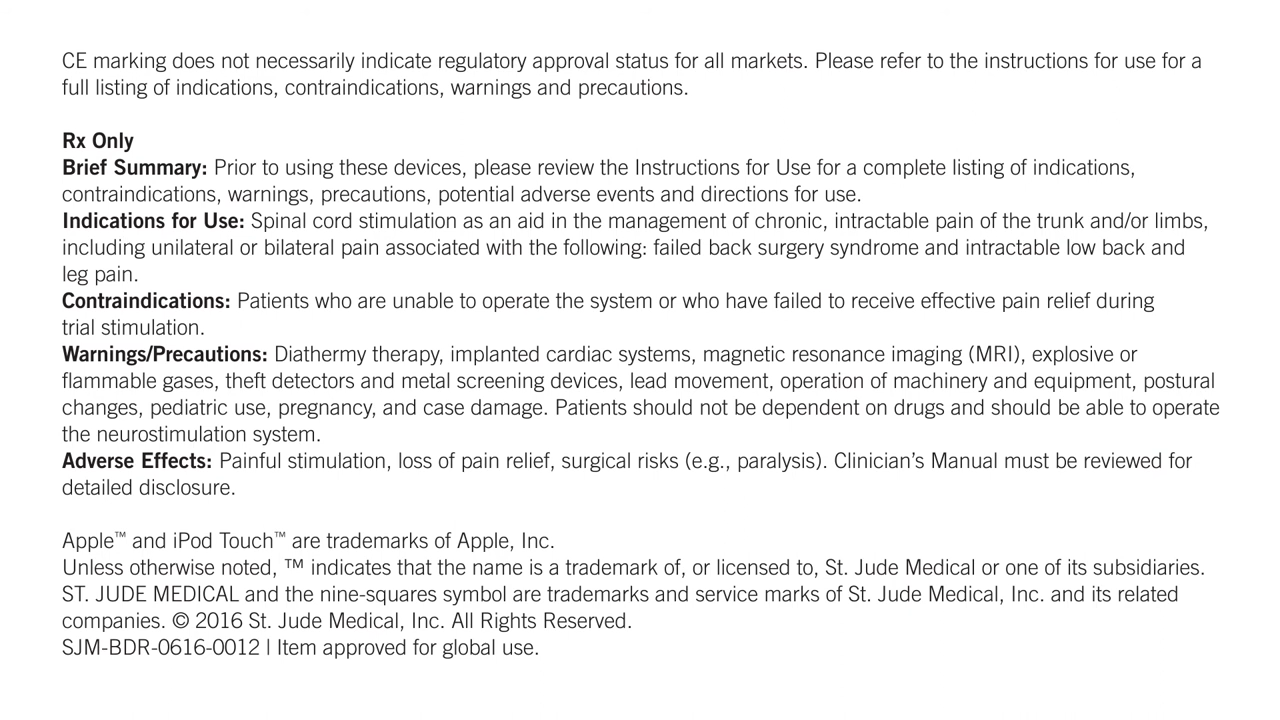 CE marking does not necessarily indicate regulatory approval status for all markets. Please refer to the instructions for use for a
full listing of indications, contraindications, warnings and precautions.
Rx Only
Brief Summary: Prior to using these devices, please review the Instructions for Use for a complete listing of indications,
contraindications, warnings, precautions, potential adverse events and directions for use.
Indications for Use: Spinal cord stimulation as an aid in the management of chronic, intractable pain of the trunk and/or limbs,
including unilateral or bilateral pain associated with the following: failed back surgery syndrome and intractable low back and
leg pain.
Contraindications: Patients who are unable to operate the system or who have failed to receive effective pain relief during
trial stimulation.
Warnings/Precautions: Diathermy therapy, implanted cardiac systems, magnetic resonance imaging (MRI), explosive or
flammable gases, theft detectors and metal screening devices, lead movement, operation of machinery and equipment, postural
changes, pediatric use, pregnancy, and case damage. Patients should not be dependent on drugs and should be able to operate
the neurostimulation system.
Adverse Effects: Painful stimulation, loss of pain relief, surgical risks (e.g., paralysis). Clinician’s Manual must be reviewed for
detailed disclosure.
Apple™ and iPod Touch™ are trademarks of Apple, Inc.
Unless otherwise noted, ™ indicates that the name is a trademark of, or licensed to, St. Jude Medical or one of its subsidiaries.
ST. JUDE MEDICAL and the nine-squares symbol are trademarks and service marks of St. Jude Medical, Inc. and its related
companies. © 2016 St. Jude Medical, Inc. All Rights Reserved.
SJM-BDR-0616-0012 | Item approved for global use.